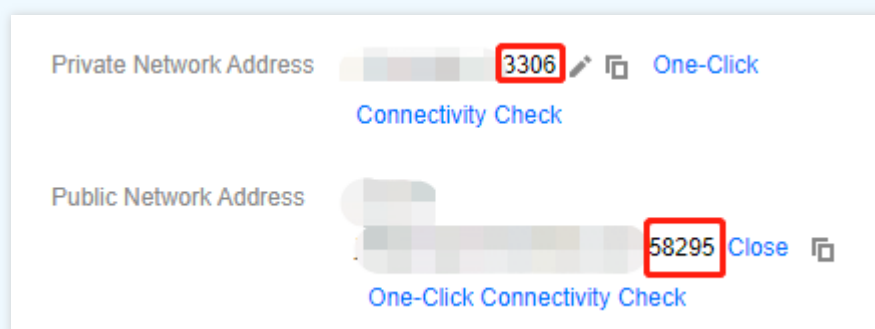 Private Network Address 3306 One-Click
Connectivity Check
Public Network Address
58295 Close
One-Click Connectivity Check